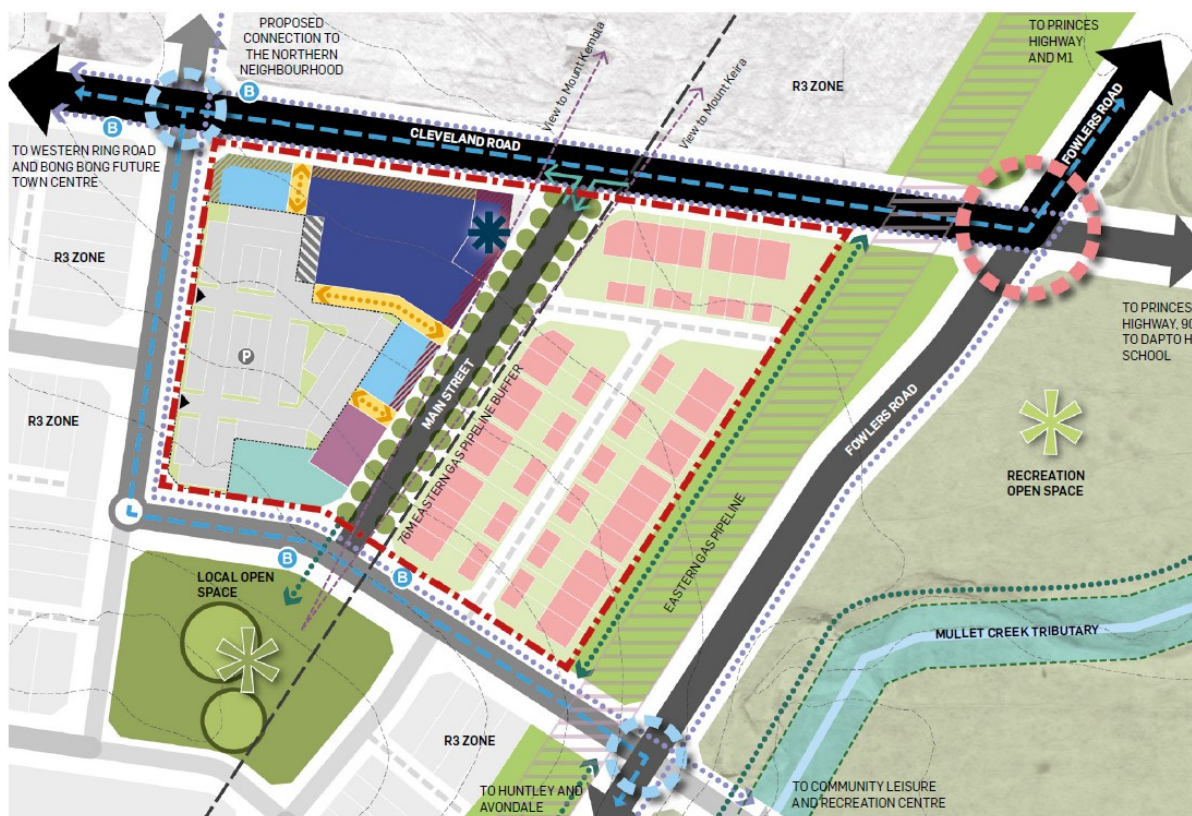 PROPOSED
CONNECTION TO
THE NORTHERN
NEIGHBOURHOOD
View to Mount Kembla
View to Mount Keira
R3 ZONE
TO PRINCES
HIGHWAY
AND M1
B
B
CLEVELAND ROAD
FOWLERS ROAD
TO WESTERN RING ROAD
AND BONG BONG FUTURE
TOWN CENTRE
R3 ZONE
TO PRINCES
HIGHWAY, 90
TO DAPTO H
SCHOOL
P
MAIN STREET
76M EASTERN GAS PIPELINE BUFFER
FOWLERS ROAD
R3 ZONE
RECREATION
OPEN SPACE
EASTERN GAS PIPELINE
B
B
LOCAL OPEN
SPACE
MULLET CREEK TRIBUTARY
R3 ZONE
TO HUNTLEY AND
AVONDALE
TO COMMUNITY LEISURE
AND RECREATION CENTRE